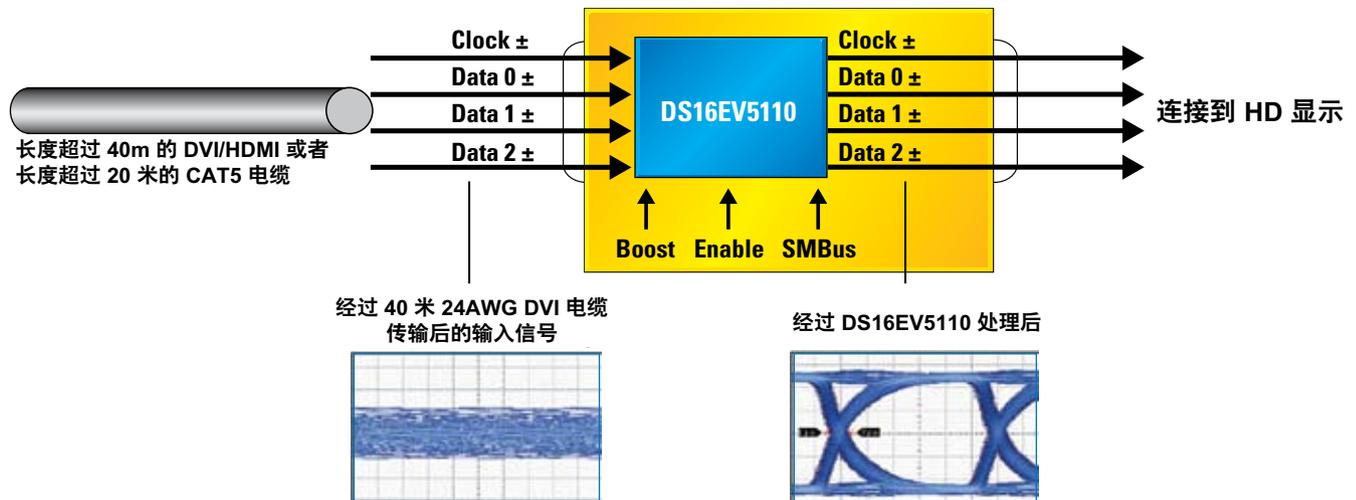 Clock ±
Data 0 ±
Data 1 ±
Data 2 ±
DS16EV5110
Clock ±
Data 0 ±
Data 1 ±
Data 2 ±
连接到 HD 显示
长度超过 40m 的 DVI/HDMI 或者
长度超过 20 米的 CAT5 电缆
Boost Enable SMBus
经过 40 米 24AWG DVI 电缆
传输后的输入信号
经过 DS16EV5110 处理后